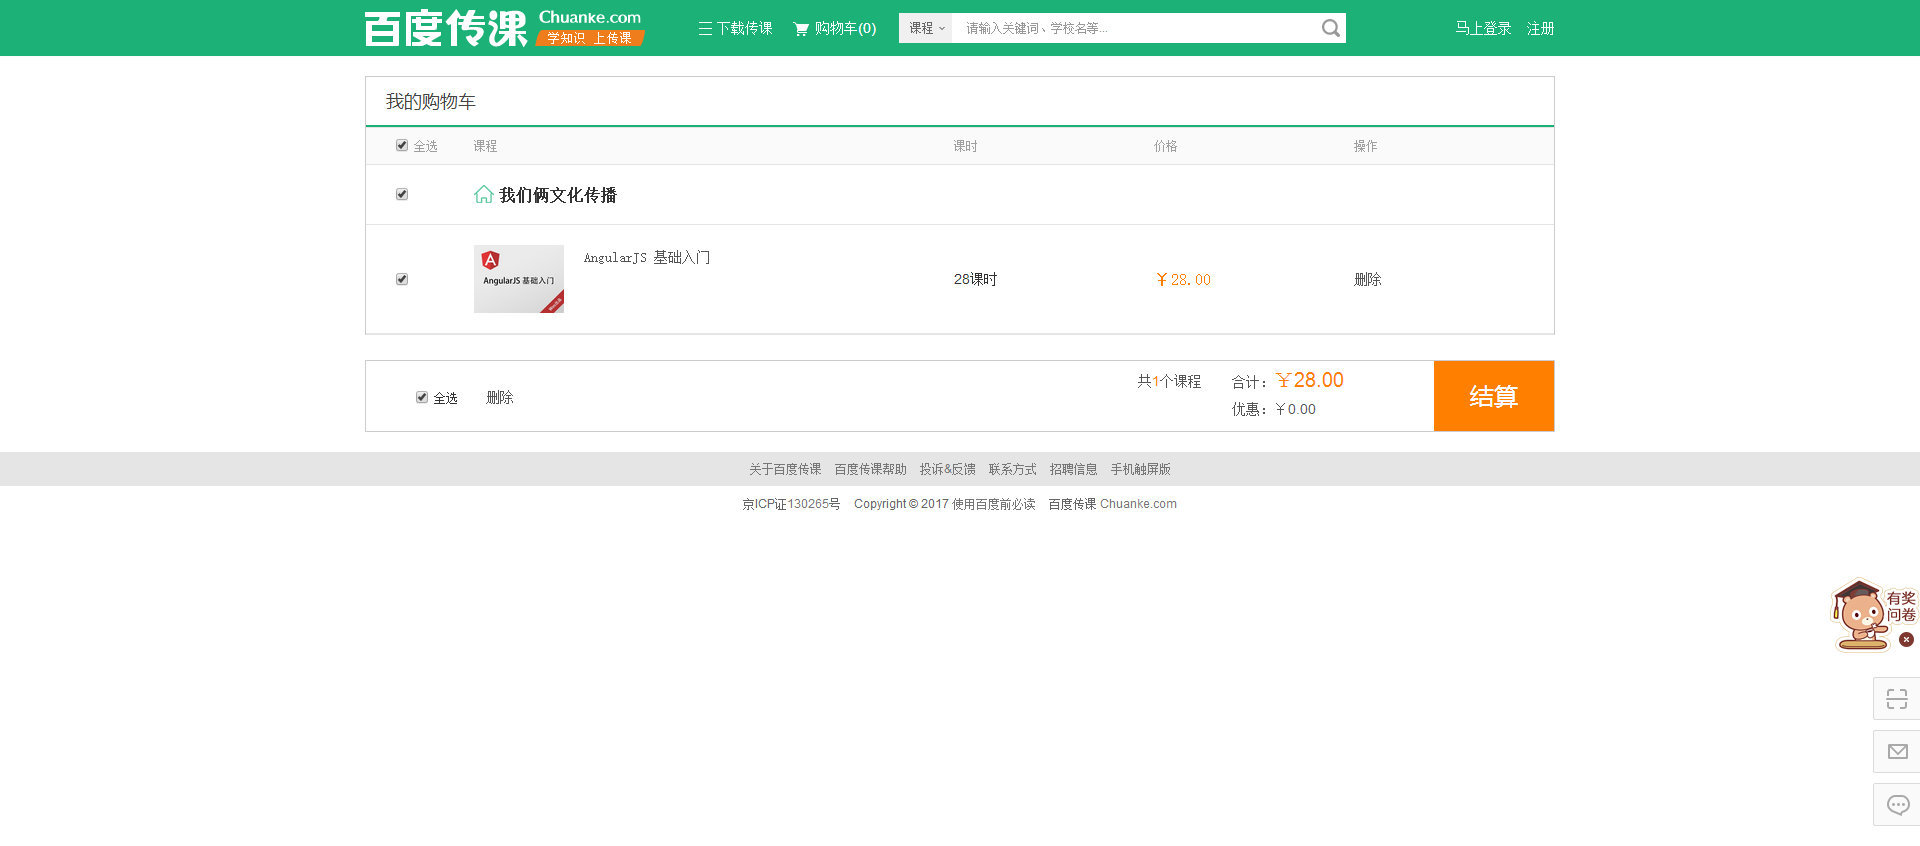 百度传课 Chuanke.com 学知识 上传课
下载传课 购物车(0) 课程 请输入关键词、学校名等... 马上登录 注册
我的购物车
全选 课程 课时 价格 操作
我们俩文化传播
AngularJS 基础入门
AngularJS 基础入门
28课时 ¥28.00 删除
全选 删除 共1个课程 合计：¥28.00 结算
优惠：¥0.00
关于百度传课 百度传课帮助 投诉&反馈 联系方式 招聘信息 手机触屏版
京ICP证130265号 Copyright © 2017 使用百度前必读 百度传课 Chuanke.com
有奖
问卷